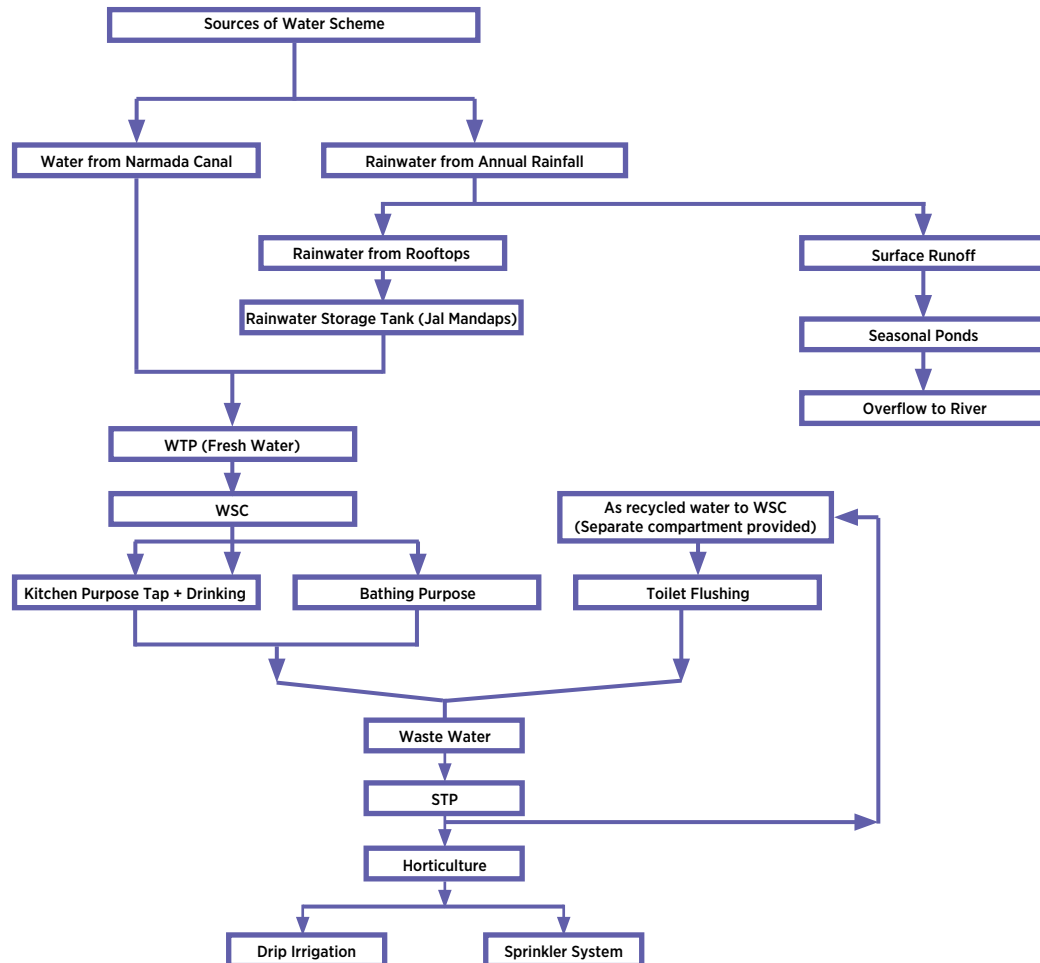 Sources of Water Scheme
Water from Narmada Canal
Rainwater from Annual Rainfall
Rainwater from Rooftops
Surface Runoff
Rainwater Storage Tank (Jal Mandaps)
Seasonal Ponds
Overflow to River
WTP (Fresh Water)
WSC
As recycled water to WSC
(Separate compartment provided)
Kitchen Purpose Tap + Drinking
Bathing Purpose
Toilet Flushing
Waste Water
STP
Horticulture
Drip Irrigation
Sprinkler System